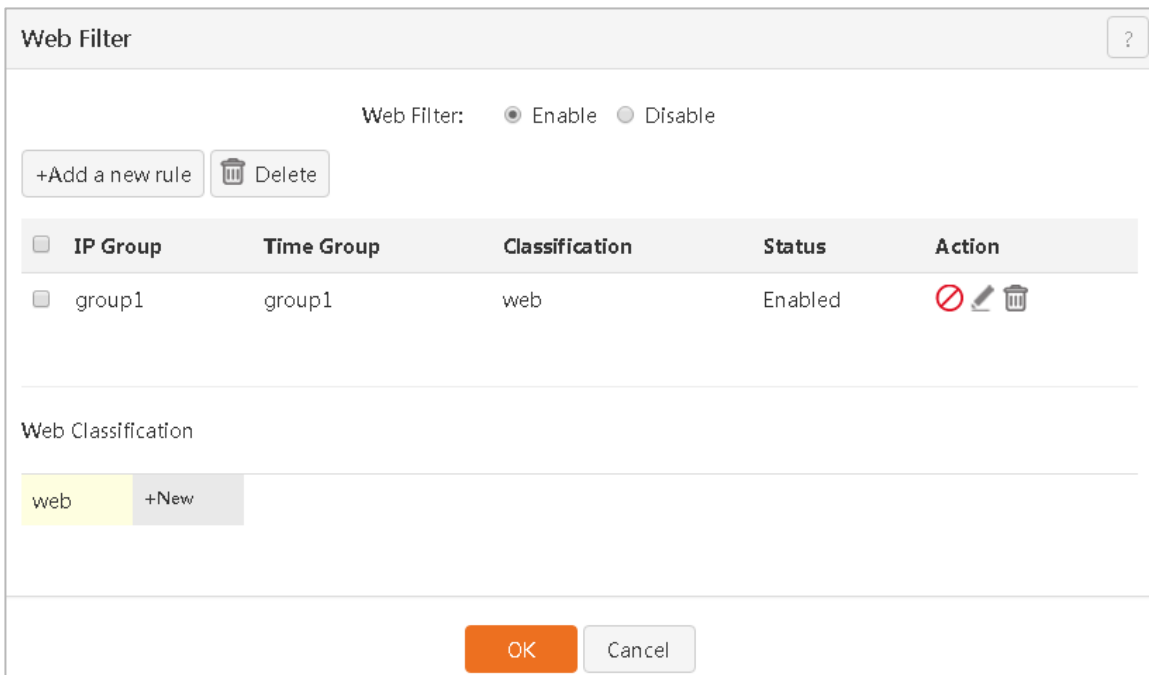 Web Filter
?
Web Filter: Enable Disable
+Add a new rule Delete
IP Group Time Group Classification Status Action
group1 group1 web Enabled
Web Classification
web +New
OK Cancel